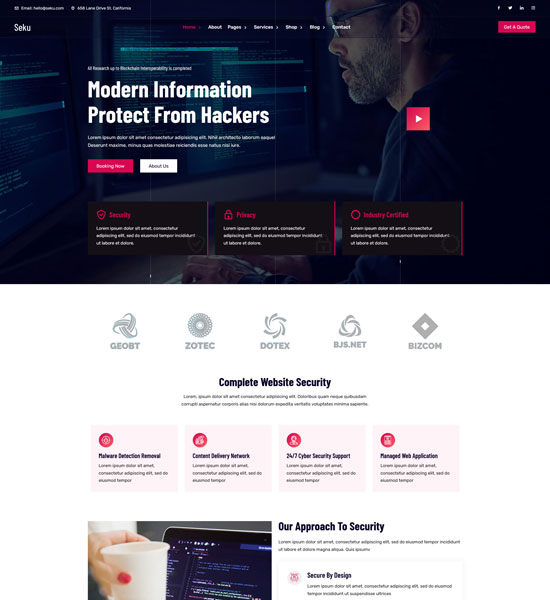 Email: hello@seku.com
658 Lane Drive St. California
Seku
Home
About
Pages
Services
Shop
Blog
Contact
Get A Quote
All Research up to Blockchain interoperability is completed
Modern Information
Protect From Hackers
Lorem ipsum dolor sit amet consectetur adipisicing elit. Nihil architecto laborum eaque!
Deserunt maxime, minus quas molestiae reiciendis esse natus nisi iure.
Booking Now
About Us
Security
Lorem ipsum dolor sit amet, consectetur
adipiscing elit, sed do eiusmod tempor incididunt
ut labore et dolore.
Privacy
Lorem ipsum dolor sit amet, consectetur
adipiscing elit, sed do eiusmod tempor incididunt
ut labore et dolore.
Industry Certified
Lorem ipsum dolor sit amet, consectetur
adipiscing elit, sed do eiusmod tempor incididunt
ut labore et dolore.
GEOBT
ZOTEC
DOTEX
BJS.NET
BIZCOM
Complete Website Security
Lorem ipsum, dolor sit amet consectetur adipisicing elit. Doloribus quam neque quibusdam
corrupti aspernatur corporis alias nisi dolorum expedita veritatis voluptates minima sapiente.
Malware Detection Removal
Lorem ipsum dolor sit amet,
consectetur adipiscing elit, sed do
eiusmod tempor
Content Delivery Network
Lorem ipsum dolor sit amet,
consectetur adipiscing elit, sed do
eiusmod tempor
24/7 Cyber Security Support
Lorem ipsum dolor sit amet,
consectetur adipiscing elit, sed do
eiusmod tempor
Managed Web Application
Lorem ipsum dolor sit amet,
consectetur adipiscing elit, sed do
eiusmod tempor
Our Approach To Security
Lorem ipsum dolor sit amet, consectetur adipiscing elit, sed do eiusmod tempor incididunt
ut labore et dolore magna aliqua. Quis ipsum:
Secure By Design
Lorem ipsum dolor sit amet, consectetur adipiscing elit, sed do
eiusmod incididunt suspendisse ultrices